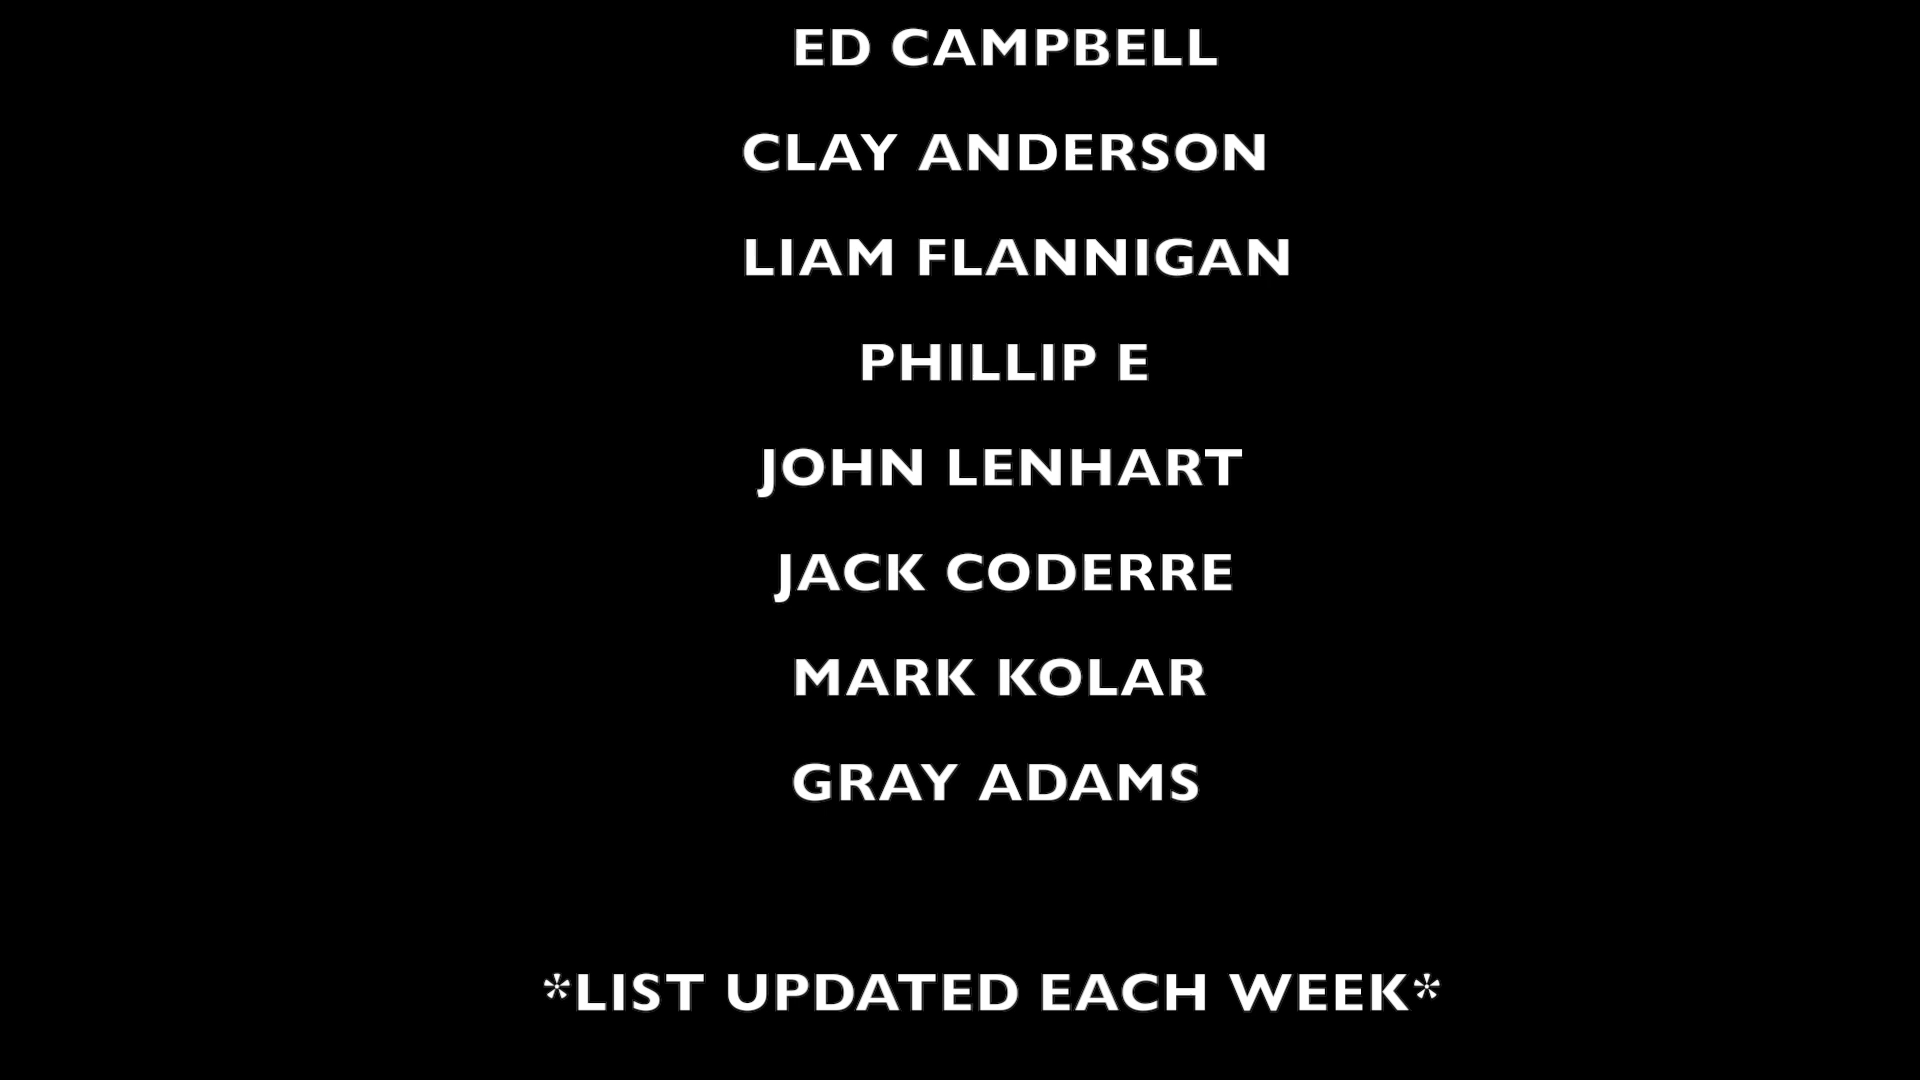 ED CAMPBELL
CLAY ANDERSON
LIAM FLANNIGAN
PHILLIP E
JOHN LENHART
JACK CODERRE
MARK KOLAR
GRAY ADAMS
*LIST UPDATED EACH WEEK*